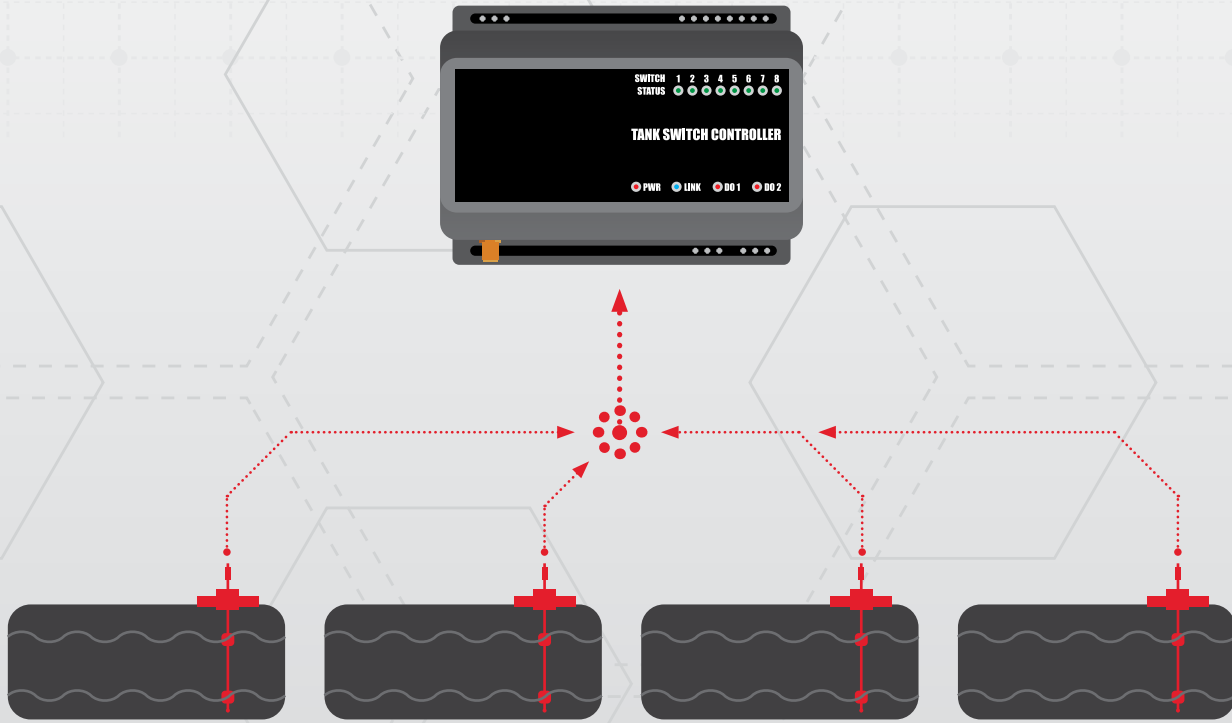 SWITCH 1 2 3 4 5 6 7 8
STATUS
TANK SWITCH CONTROLLER
PWR LINK DO 1 DO 2